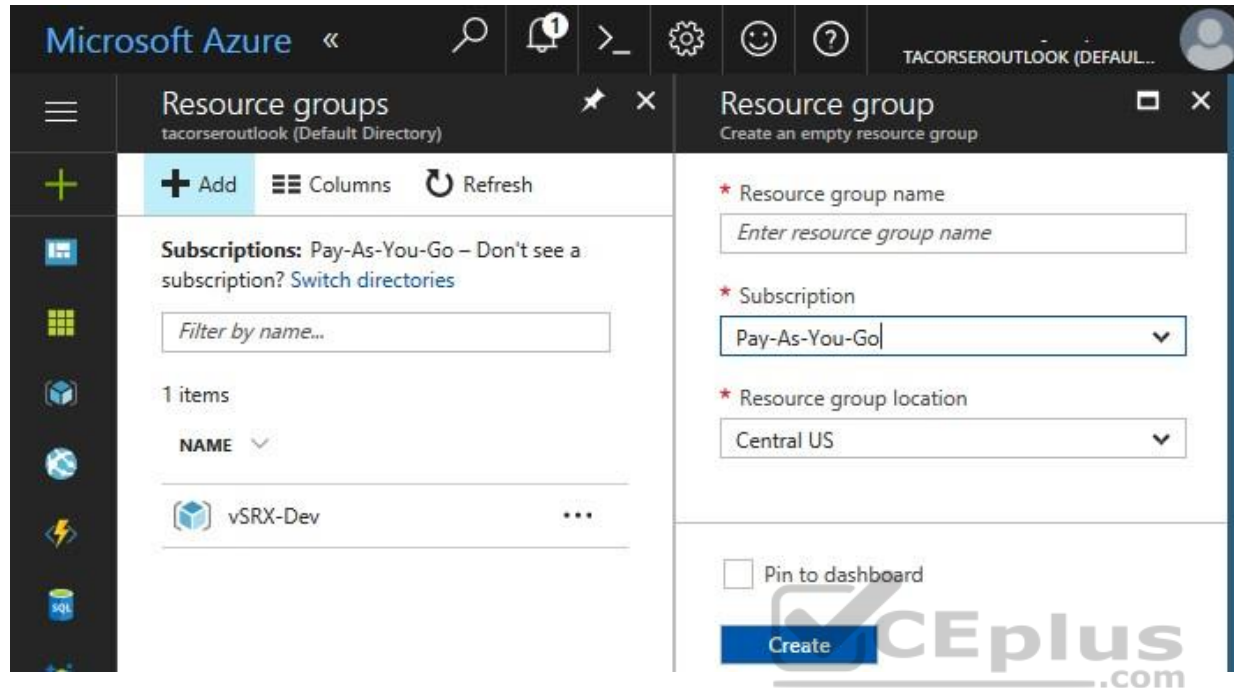 Microsoft Azure «
1
>_
?
TACORSEROUTLOOK (DEFAUL...
Resource groups
tacorseroutlook (Default Directory)
Add
Columns
Refresh
Subscriptions: Pay-As-You-Go – Don't see a
subscription? Switch directories
Filter by name...
1 items
NAME
vSRX-Dev
...
SQL
Resource group
Create an empty resource group
* Resource group name
Enter resource group name
* Subscription
Pay-As-You-Go
* Resource group location
Central US
Pin to dashboard
Create
CEplus
.com